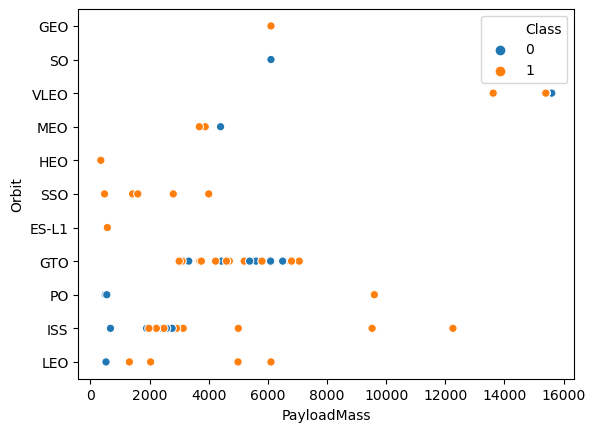 GEO
SO
VLEO
MEO
HEO
SSO
ES-L1
GTO
PO
ISS
LEO
Orbit
Class
0
1
0 2000 4000 6000 8000 10000 12000 14000 16000
PayloadMass